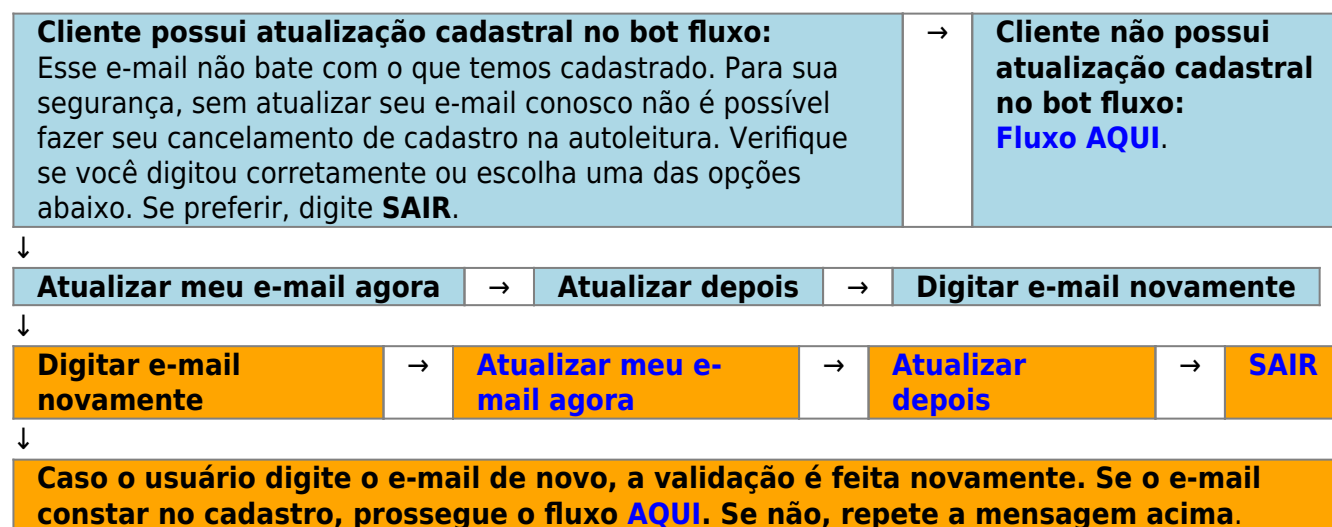 Cliente possui atualização cadastral no bot fluxo:
Esse e-mail não bate com o que temos cadastrado. Para sua
segurança, sem atualizar seu e-mail conosco não é possível
fazer seu cancelamento de cadastro na autoleitura. Verifique
se você digitou corretamente ou escolha uma das opções
abaixo. Se preferir, digite SAIR.
→
Cliente não possui
atualização cadastral
no bot fluxo:
Fluxo AQUI.
↓
Atualizar meu e-mail agora → Atualizar depois → Digitar e-mail novamente
↓
Digitar e-mail
novamente
→
Atualizar meu e-
mail agora
→
Atualizar
depois
→
SAIR
↓
Caso o usuário digite o e-mail de novo, a validação é feita novamente. Se o e-mail
constar no cadastro, prossegue o fluxo AQUI. Se não, repete a mensagem acima.